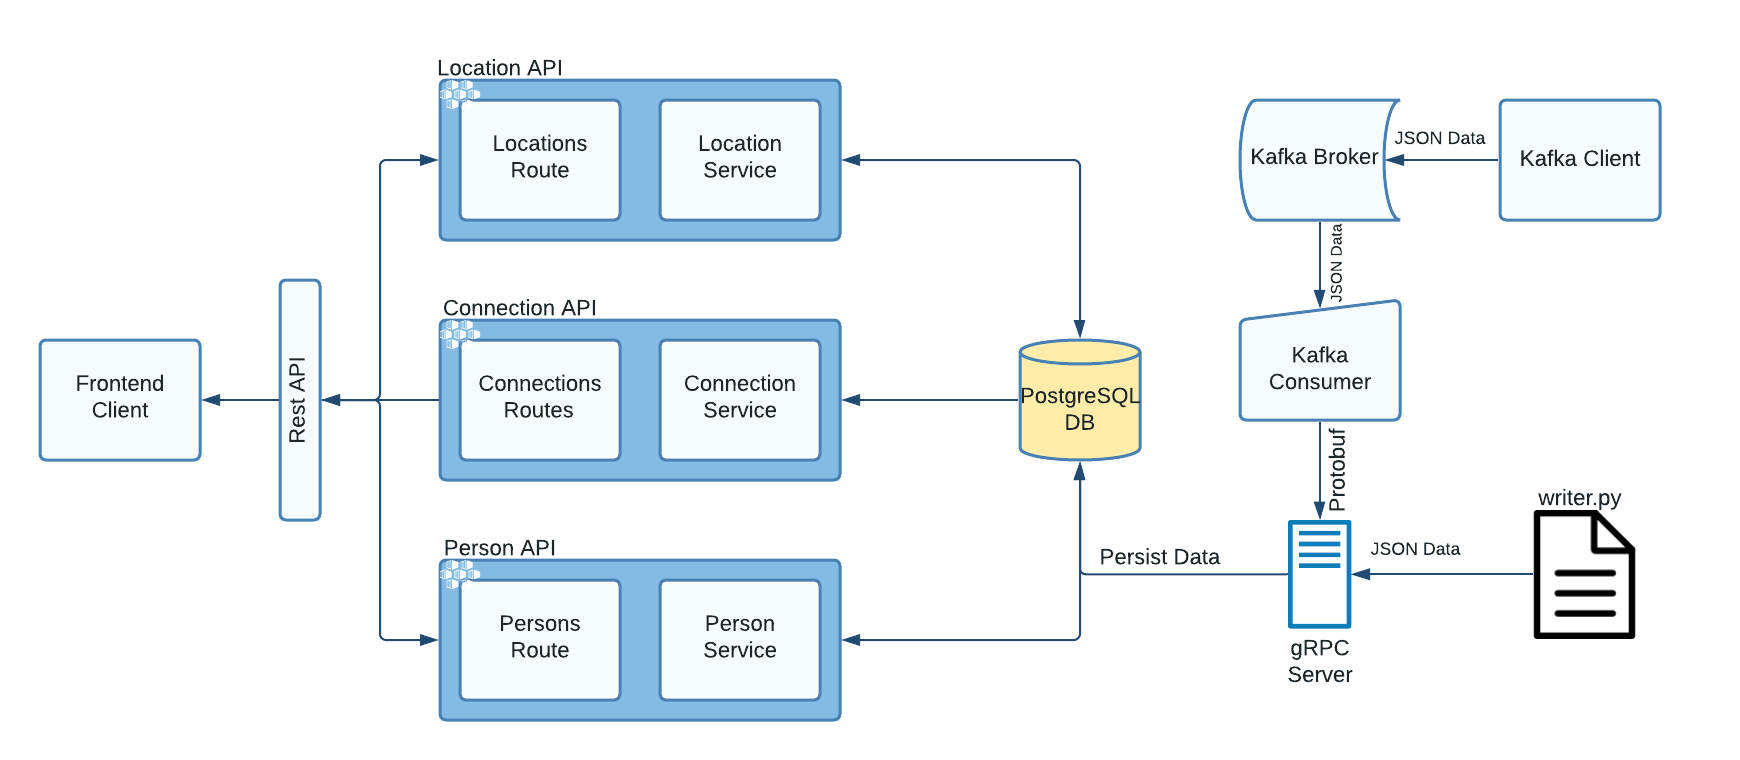 Location API
Locations
Route
Location
Service
Kafka Broker
JSON Data
Kafka Client
JSON Data
Connection API
Connections
Routes
Connection
Service
Frontend
Client
Rest API
PostgreSQL
DB
Kafka
Consumer
Protobuf
writer.py
Person API
Persons
Route
Person
Service
Persist Data
JSON Data
gRPC
Server